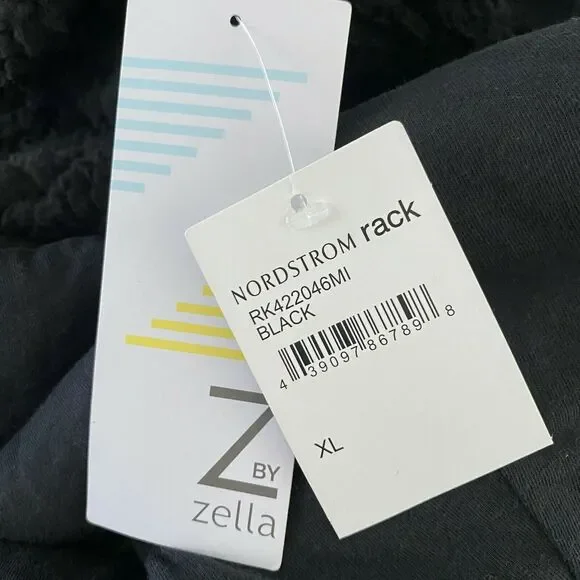 Z BY
zella
NORDSTROM rack
RK422046MI
BLACK
4 39097 86789 8
XL